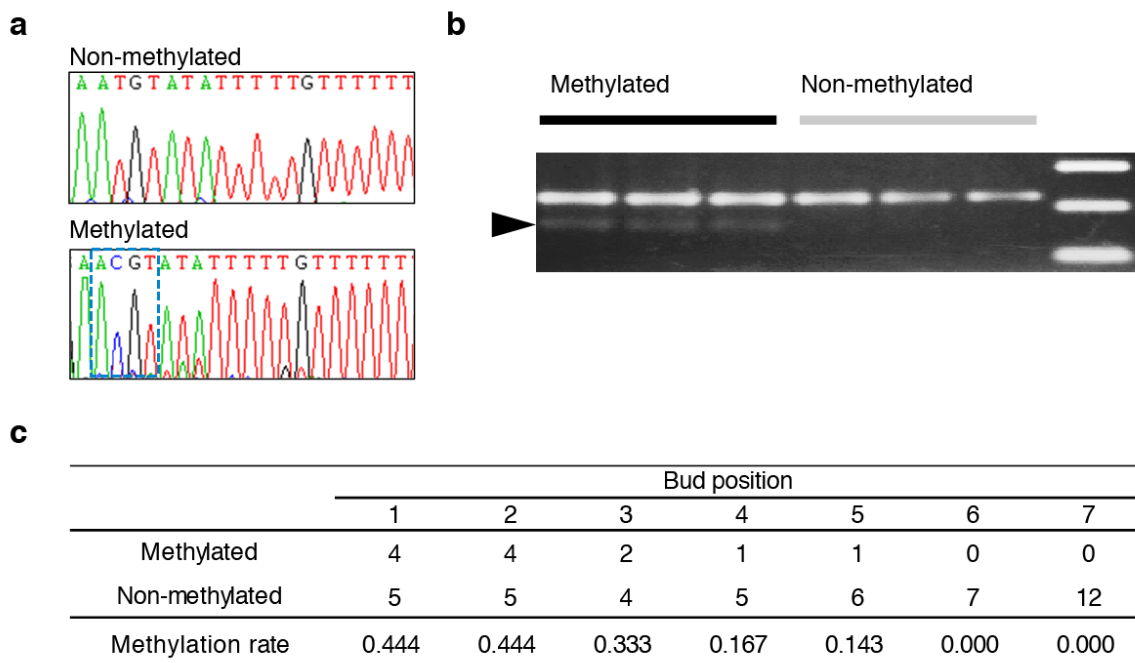 a
Non-methylated
A A T G T A T A T T T T T G T T T T T T
Methylated
A A C G T A T A T T T T T G T T T T T T
b
Methylated Non-methylated
c
Bud position
1 2 3 4 5 6 7
Methylated 4 4 2 1 1 0 0
Non-methylated 5 5 4 5 6 7 12
Methylation rate 0.444 0.444 0.333 0.167 0.143 0.000 0.000